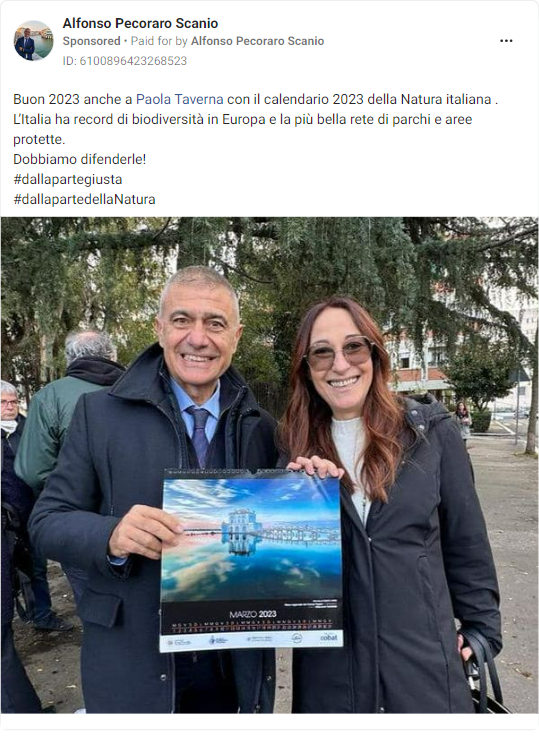 Alfonso Pecoraro Scanio
Sponsored • Paid for by Alfonso Pecoraro Scanio
ID: 6100896423268523
Buon 2023 anche a Paola Taverna con il calendario 2023 della Natura italiana .
L’Italia ha record di biodiversità in Europa e la più bella rete di parchi e aree
protette.
Dobbiamo difenderle!
#dallapartegiusta
#dallapartedellaNatura
MARZO 2023
cobat